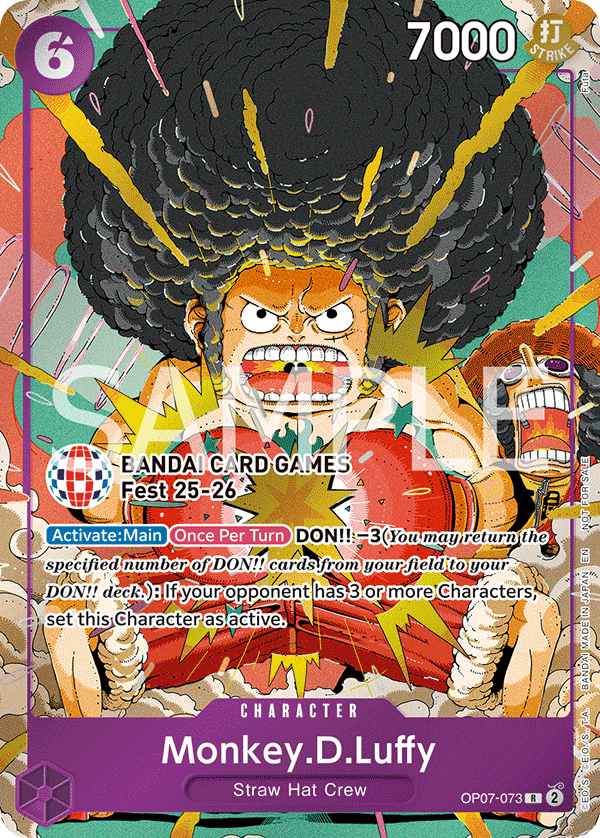 6
7000
打
STRIKE
Futa
SAMPLE
BANDAI CARD GAMES
Fest 25-26
Activate:Main Once Per Turn DON!! −3(You may return the
specified number of DON!! cards from your field to your
DON!! deck.): If your opponent has 3 or more Characters,
set this Character as active.
CHARACTER
Monkey.D.Luffy
Straw Hat Crew
OP07-073 R 2
©E.O./S. ©E.O./S.,T.A. BANDAI MADE IN JAPAN EN NOT FOR SALE